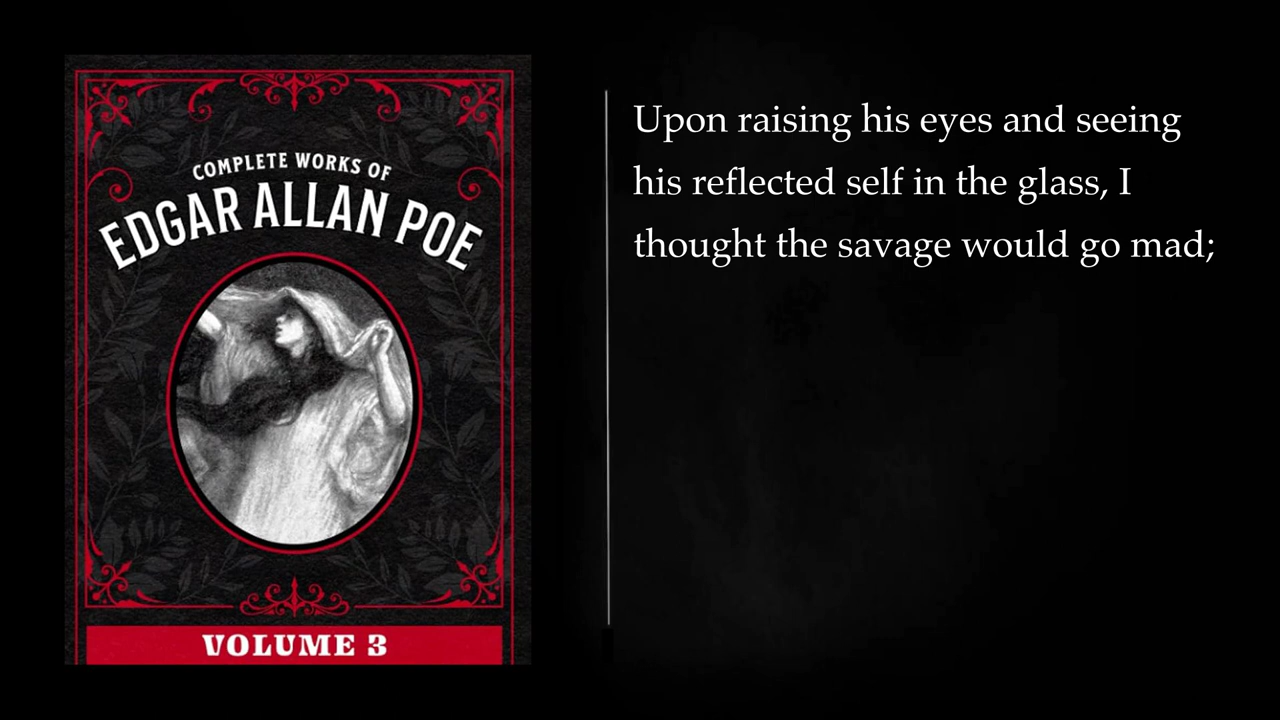 COMPLETE WORKS OF
EDGAR ALLAN POE
VOLUME 3
Upon raising his eyes and seeing
his reflected self in the glass, I
thought the savage would go mad;